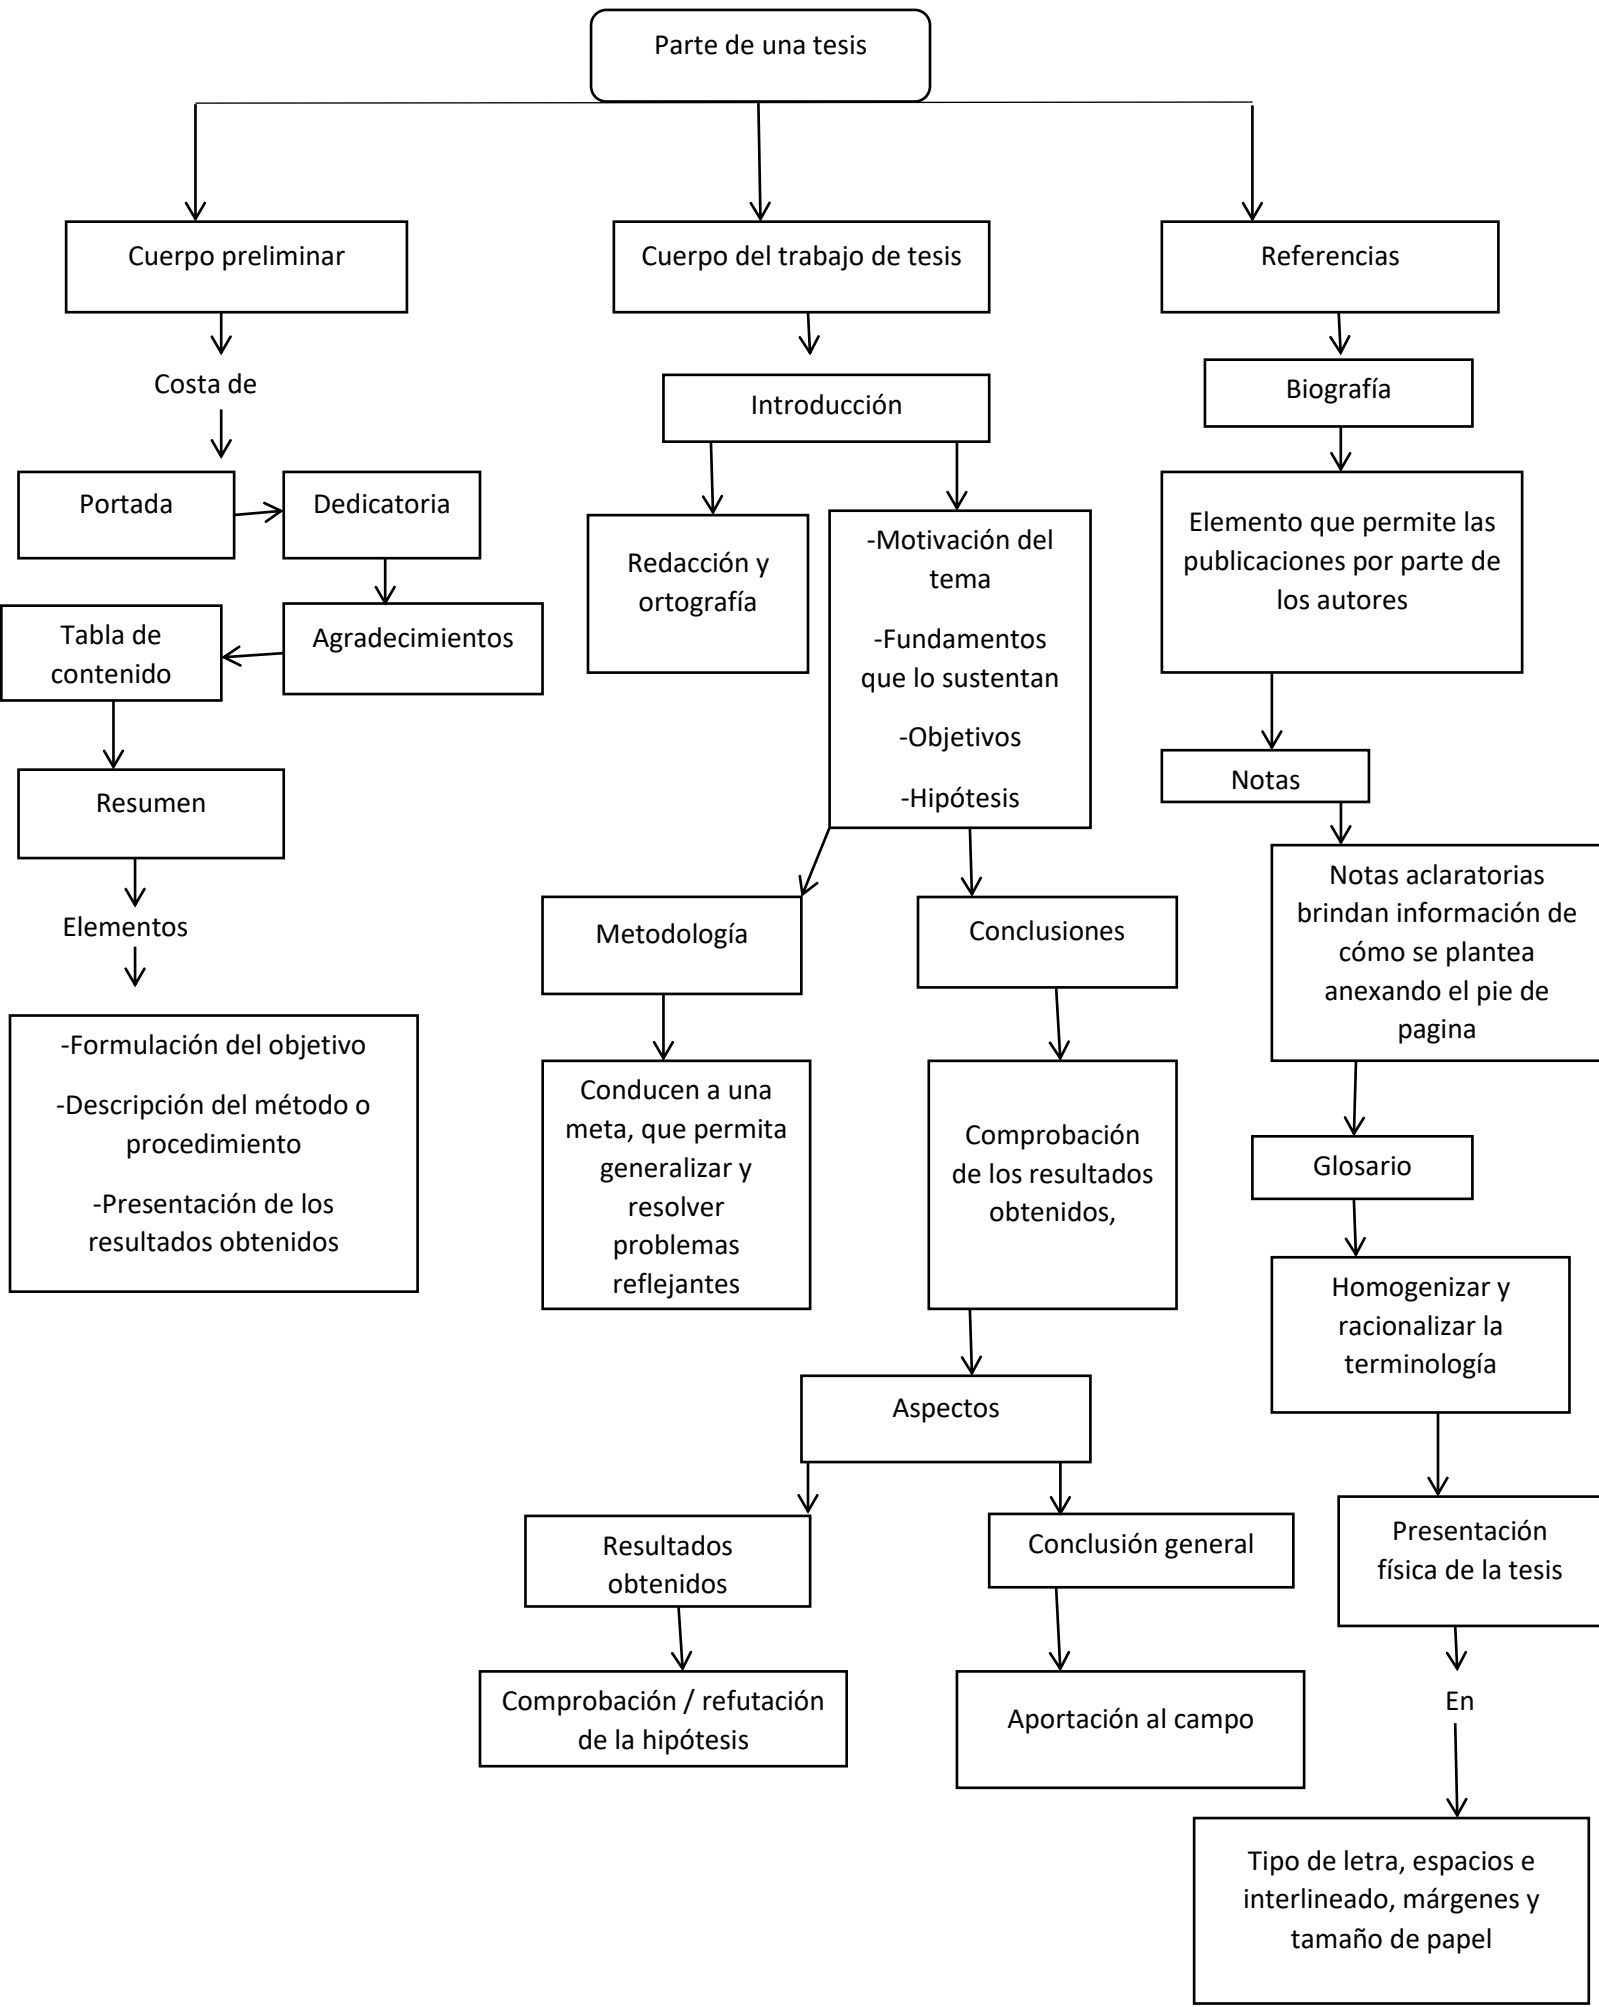 Parte de una tesis
Cuerpo preliminar
Cuerpo del trabajo de tesis
Referencias
Costa de
Introducción
Biografía
Portada
Dedicatoria
Agradecimientos
Tabla de
contenido
Resumen
Elementos
-Formulación del objetivo
-Descripción del método o
procedimiento
-Presentación de los
resultados obtenidos
Redacción y
ortografía
-Motivación del
tema
-Fundamentos
que lo sustentan
-Objetivos
-Hipótesis
Metodología
Conducen a una
meta, que permita
generalizar y
resolver
problemas
reflejantes
Conclusiones
Comprobación
de los resultados
obtenidos,
Aspectos
Resultados
obtenidos
Comprobación / refutación
de la hipótesis
Conclusión general
Aportación al campo
Elemento que permite las
publicaciones por parte de
los autores
Notas
Notas aclaratorias
brindan información de
cómo se plantea
anexando el pie de
pagina
Glosario
Homogenizar y
racionalizar la
terminología
Presentación
física de la tesis
En
Tipo de letra, espacios e
interlineado, márgenes y
tamaño de papel